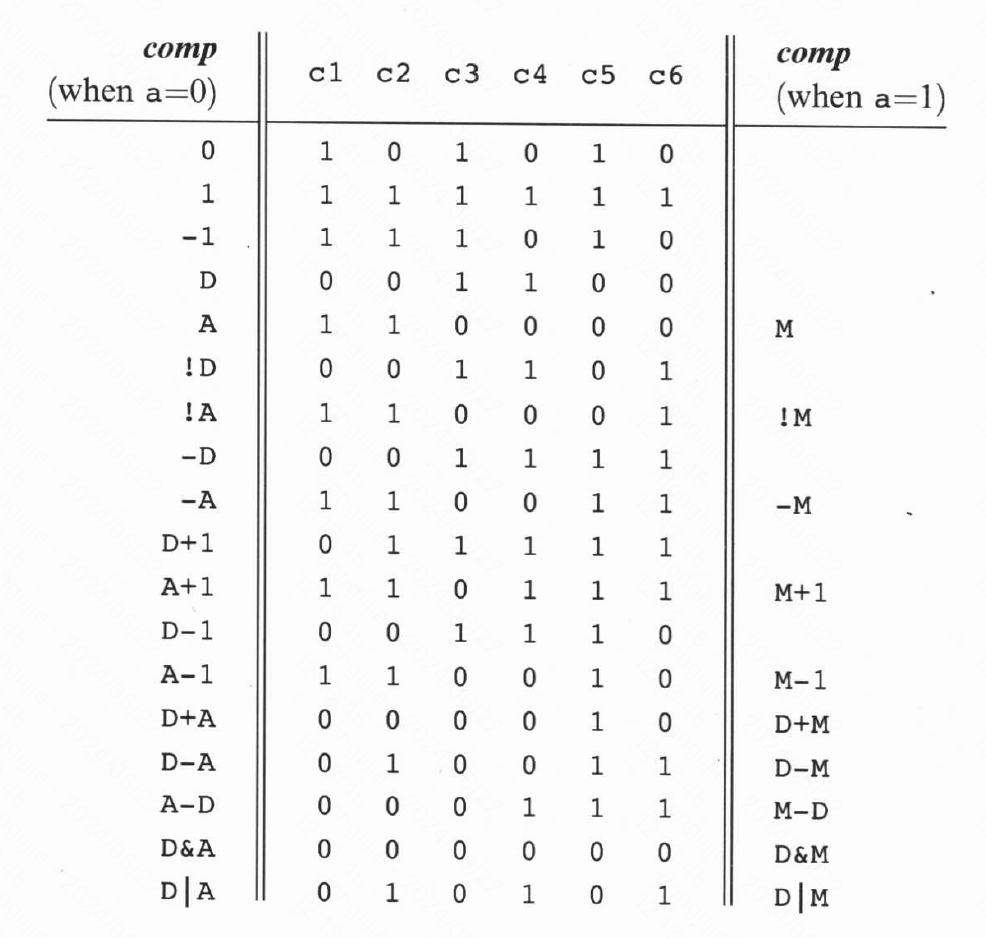 comp (when a=0) c1 c2 c3 c4 c5 c6 comp (when a=1)
0 1 0 1 0 1 0
1 1 1 1 1 1 1
-1 1 1 1 0 1 0
D 0 0 1 1 0 0
A 1 1 0 0 0 0 M
!D 0 0 1 1 0 1
!A 1 1 0 0 0 1 !M
-D 0 0 1 1 1 1
-A 1 1 0 0 1 1 -M
D+1 0 1 1 1 1 1
A+1 1 1 0 1 1 1 M+1
D-1 0 0 1 1 1 0
A-1 1 1 0 0 1 0 M-1
D+A 0 0 0 0 1 0 D+M
D-A 0 1 0 0 1 1 D-M
A-D 0 0 0 1 1 1 M-D
D&A 0 0 0 0 0 0 D&M
D|A 0 1 0 1 0 1 D|M